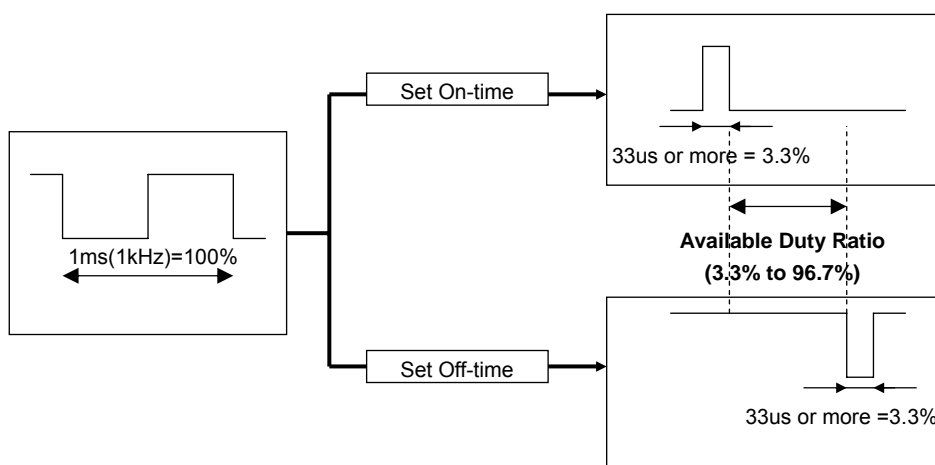 Set On-time
33us or more = 3.3%
1ms(1kHz)=100%
Available Duty Ratio
(3.3% to 96.7%)
Set Off-time
33us or more =3.3%